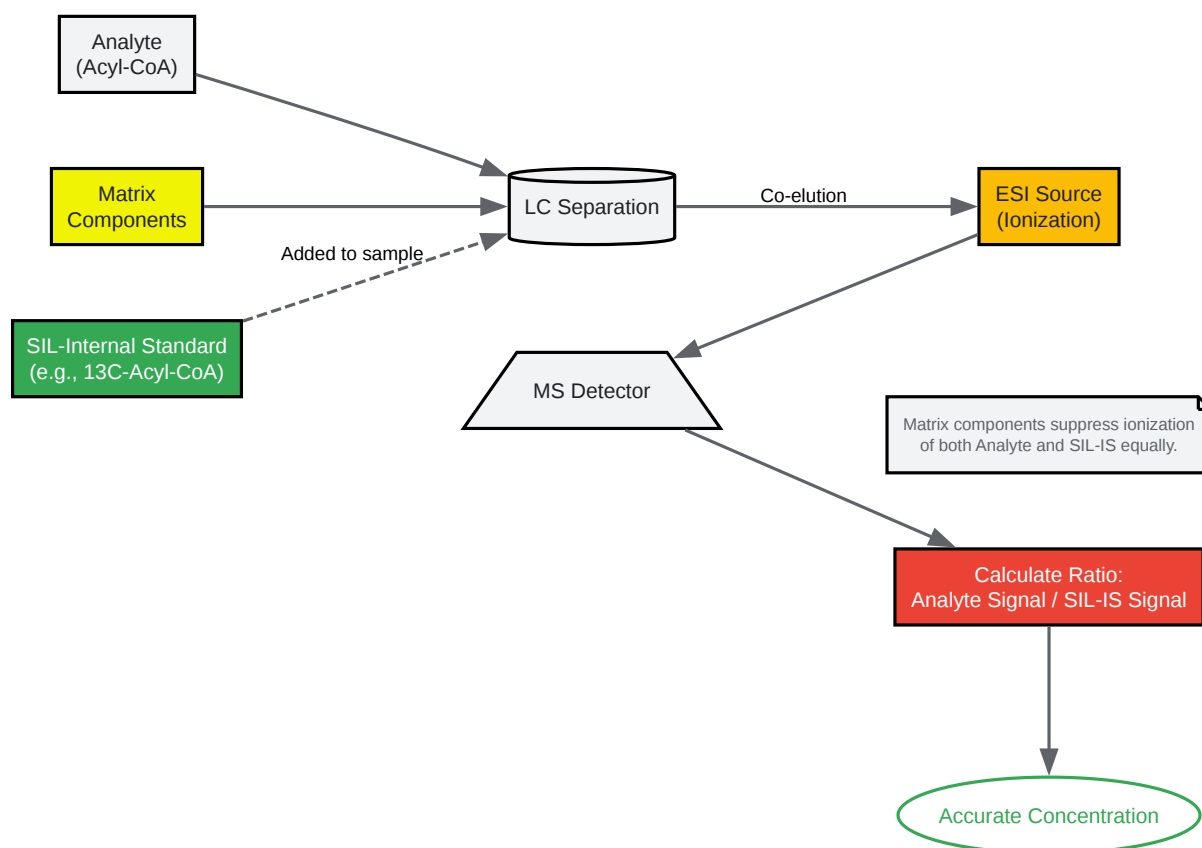 Analyte
(Acyl-CoA)
Matrix
Components
LC Separation
Co-elution
ESI Source
(Ionization)
Added to sample
SIL-Internal Standard
(e.g., 13C-Acyl-CoA)
MS Detector
Matrix components suppress ionization
of both Analyte and SIL-IS equally.
Calculate Ratio:
Analyte Signal / SIL-IS Signal
Accurate Concentration